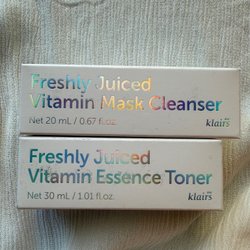 Freshly Juiced
Vitamin Mask Cleanser
Net 20 mL / 0.67 fl.oz.
klairs
Freshly Juiced
Vitamin Essence Toner
Net 30 mL / 1.01 fl.oz.
klairs